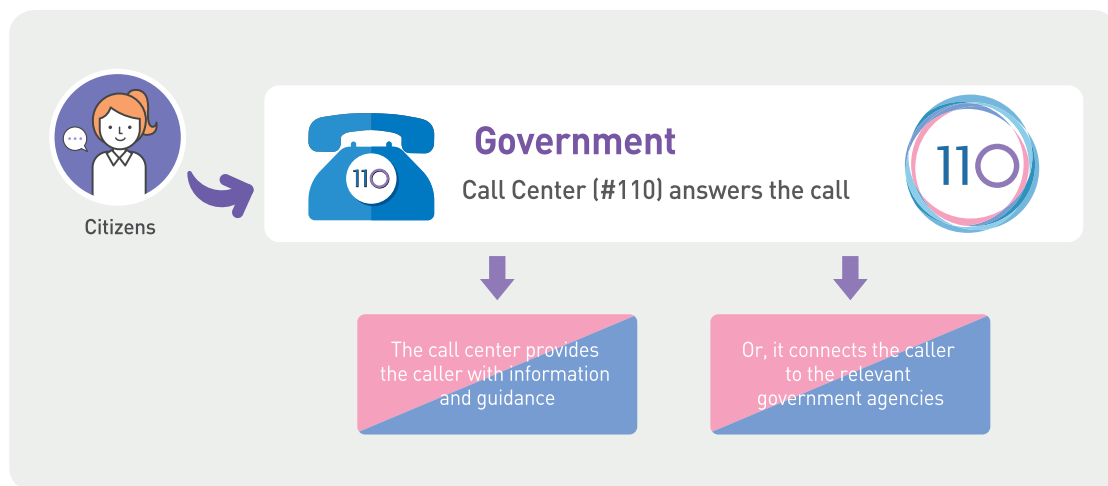 Citizens
110
Government
Call Center (#110) answers the call
110
The call center provides
the caller with information
and guidance
Or, it connects the caller
to the relevant
government agencies